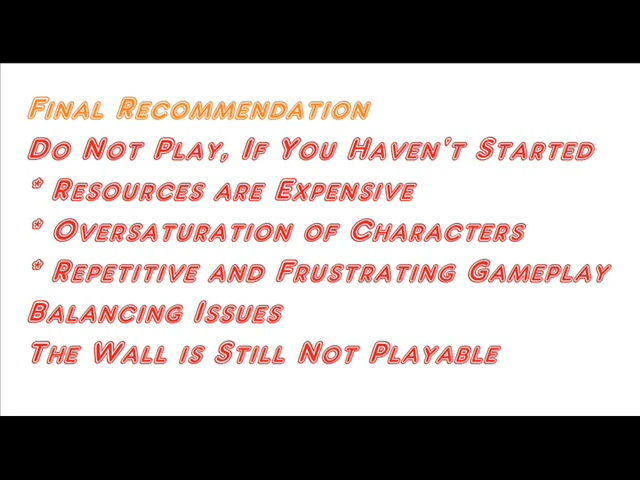 Final Recommendation
Do Not Play, If You Haven't Started
* Resources are Expensive
* Oversaturation of Characters
* Repetitive and Frustrating Gameplay
Balancing Issues
The Wall is Still Not Playable